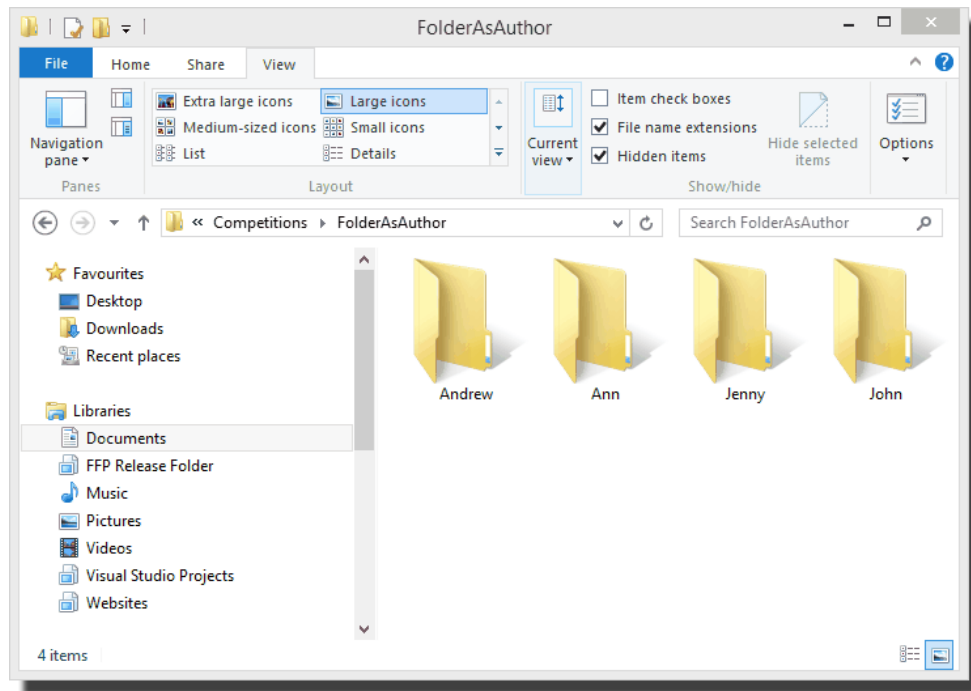 FolderAsAuthor
File Home Share View
Extra large icons Large icons
Medium-sized icons Small icons
List Details
Navigation pane
Panes
Layout
Current view
Item check boxes
File name extensions
Hidden items
Hide selected items
Show/hide
Options
« Competitions FolderAsAuthor
Search FolderAsAuthor
Favourites
Desktop
Downloads
Recent places
Libraries
Documents
FFP Release Folder
Music
Pictures
Videos
Visual Studio Projects
Websites
Andrew Ann Jenny John
4 items